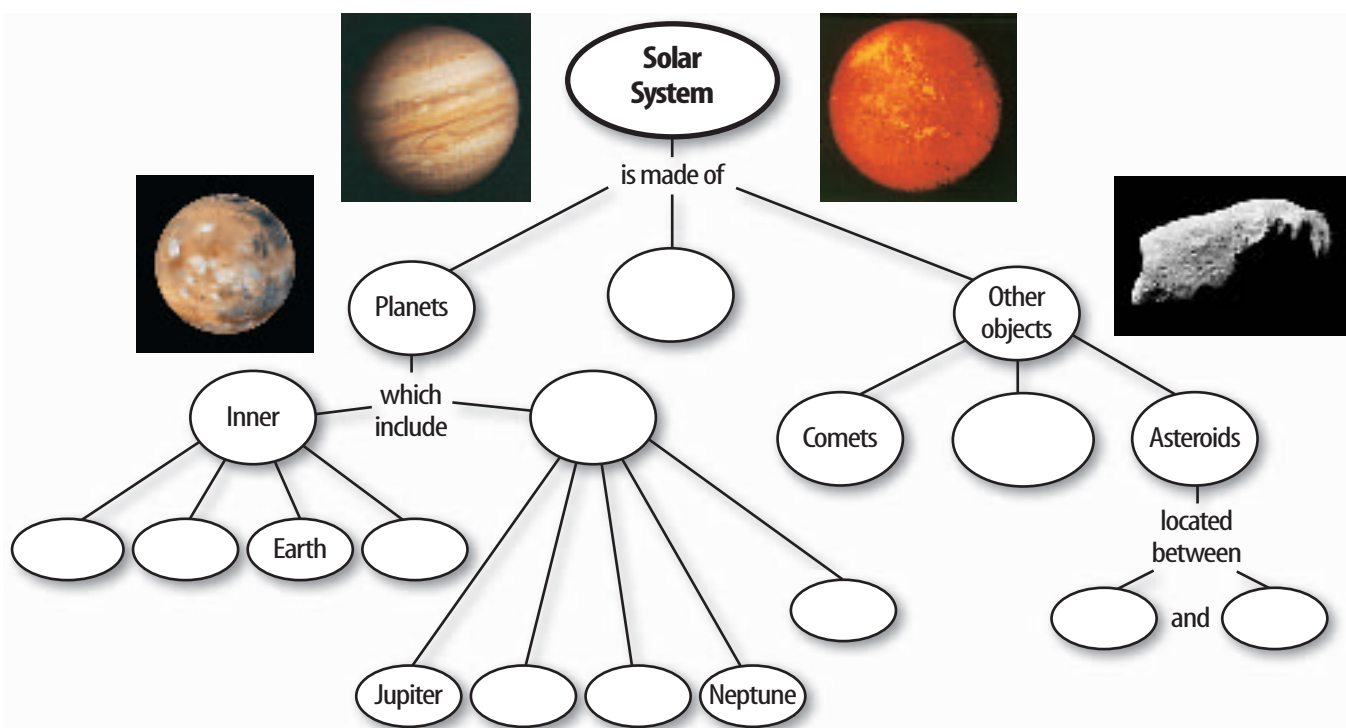 Solar
System
is made of
Planets
Other
objects
which
include
Inner
Comets
Asteroids
located
between
Earth
and
Jupiter
Neptune